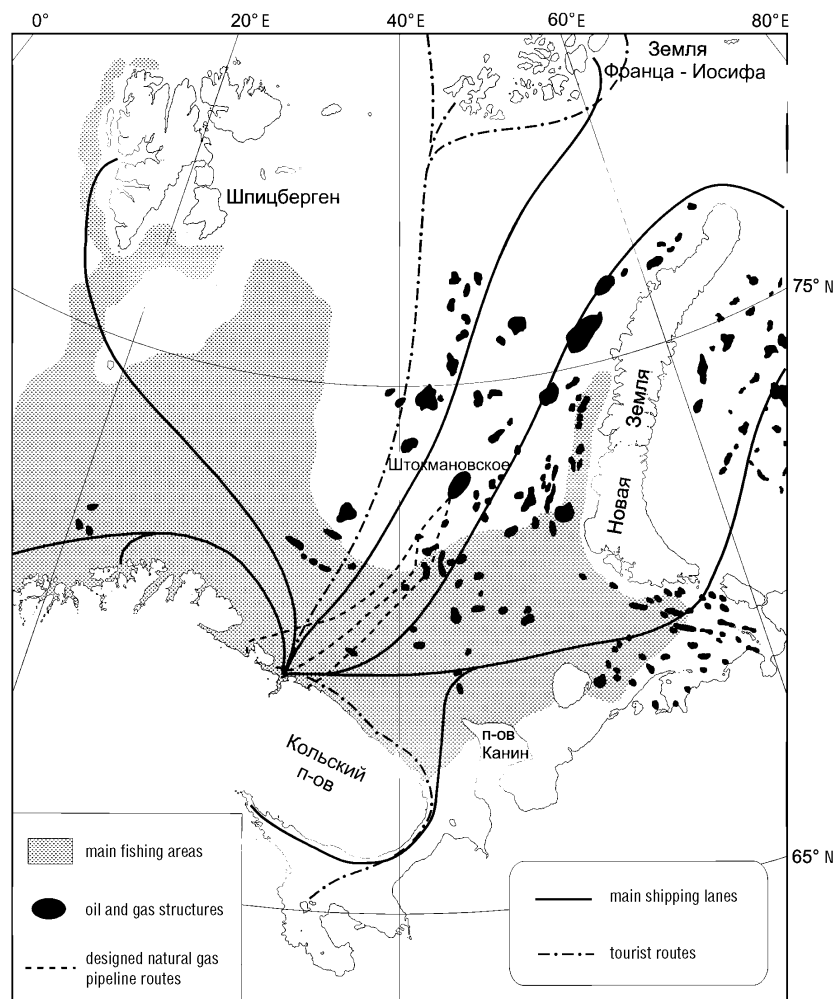 0°
20° E
40° E
60° E
80° E
Земля
Франца - Иосифа
Шпицберген
75° N
Земля
Новая
Штокмановское
п-ов
Канин
Кольский
п-ов
65° N
main fishing areas
oil and gas structures
designed natural gas
pipeline routes
main shipping lanes
tourist routes